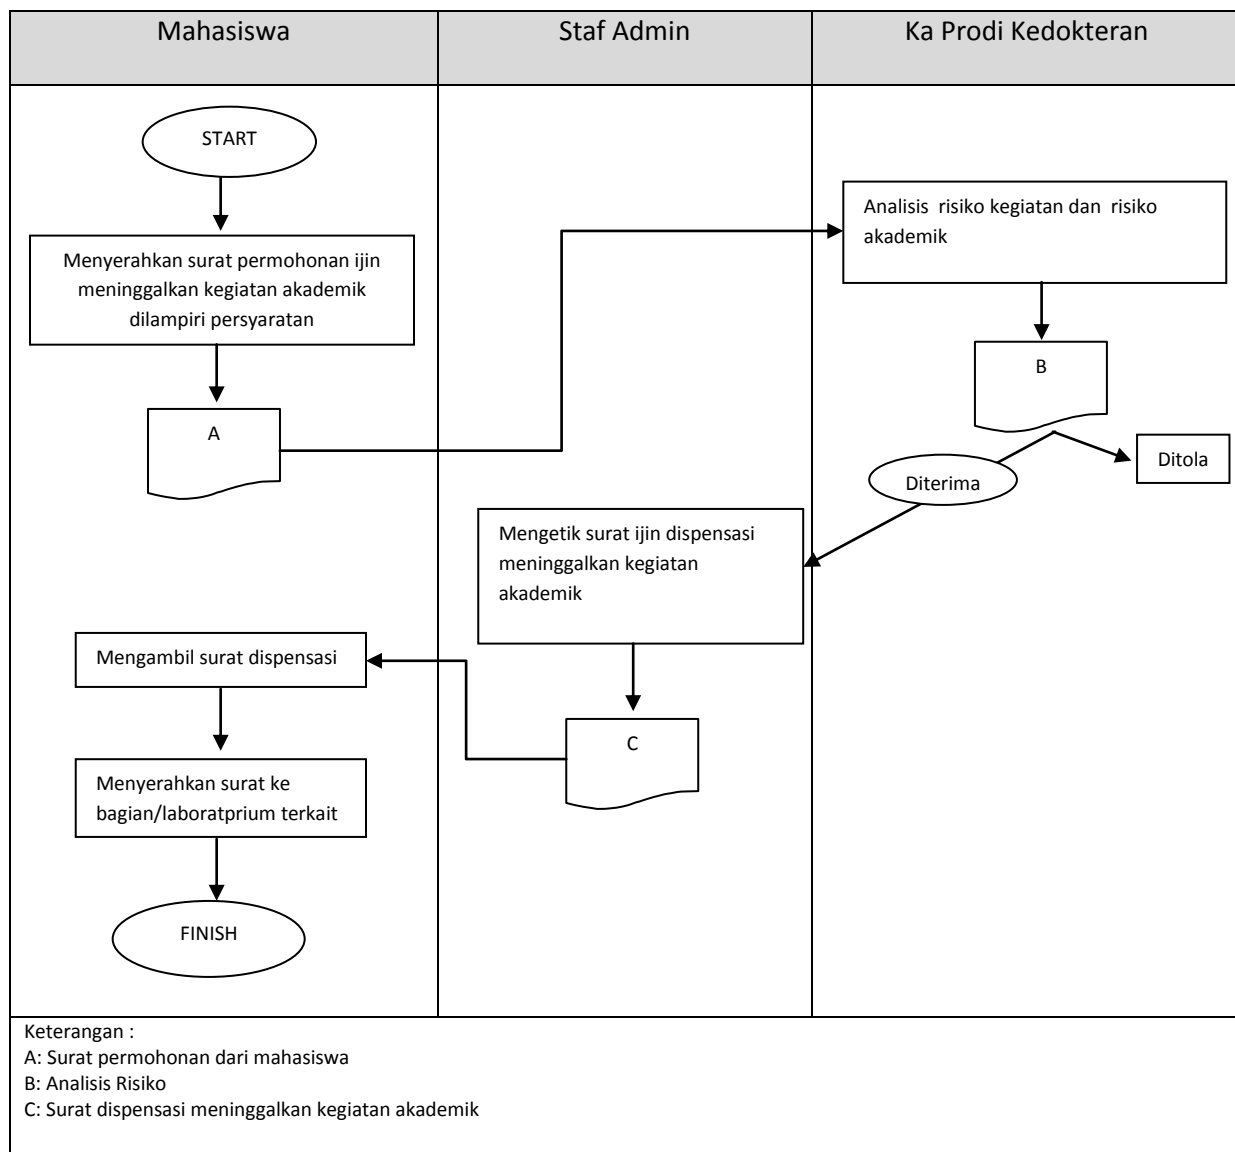 Mahasiswa
Staf Admin
Ka Prodi Kedokteran
START
Menyerahkan surat permohonan ijin
meninggalkan kegiatan akademik
dilampiri persyaratan
A
Analisis risiko kegiatan dan risiko
akademik
B
Ditola
Diterima
Mengetik surat ijin dispensasi
meninggalkan kegiatan
akademik
C
Mengambil surat dispensasi
Menyerahkan surat ke
bagian/laboratprium terkait
FINISH
Keterangan :
A: Surat permohonan dari mahasiswa
B: Analisis Risiko
C: Surat dispensasi meninggalkan kegiatan akademik